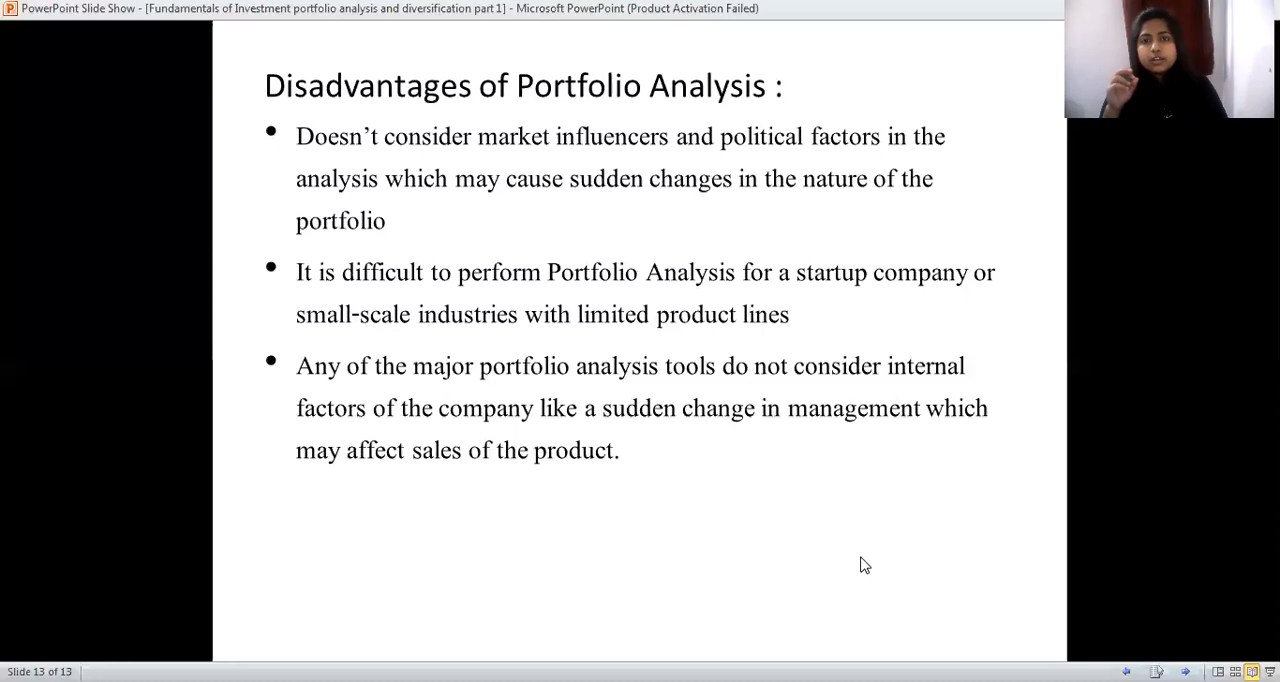 PowerPoint Slide Show - [Fundamentals of Investment portfolio analysis and diversification part 1] - Microsoft PowerPoint (Product Activation Failed)
Disadvantages of Portfolio Analysis :
• Doesn't consider market influencers and political factors in the
analysis which may cause sudden changes in the nature of the
portfolio
• It is difficult to perform Portfolio Analysis for a startup company or
small-scale industries with limited product lines
• Any of the major portfolio analysis tools do not consider internal
factors of the company like a sudden change in management which
may affect sales of the product.
Slide 13 of 13